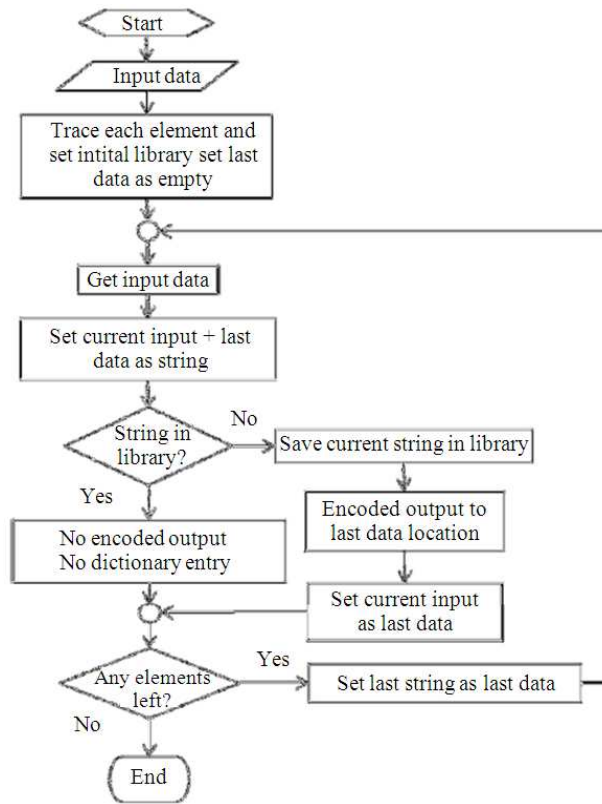 Start
Input data
Trace each element and
set intital library set last
data as empty
Get input data
Set current input + last
data as string
String in
library?
No
Save current string in library
Yes
Encoded output to
last data location
No encoded output
No dictionary entry
Set current input
as last data
Any elements
left?
Yes
Set last string as last data
No
End